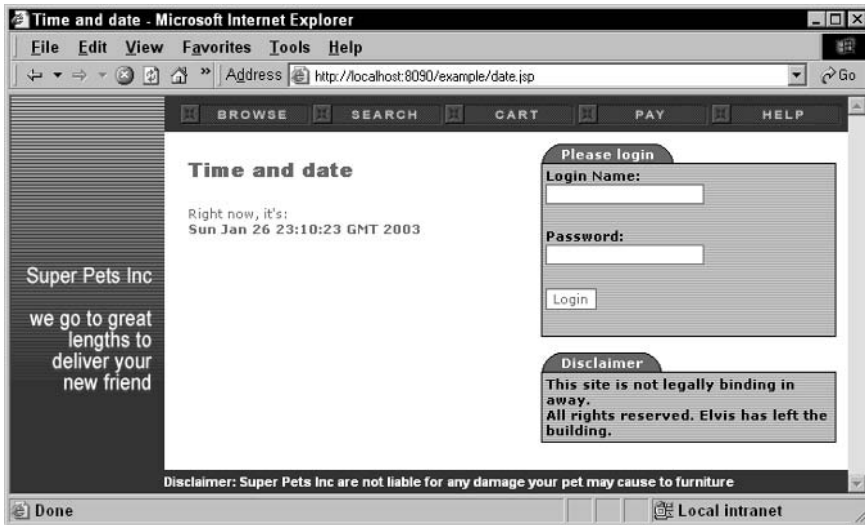 Time and date - Microsoft Internet Explorer
File Edit View Favorites Tools Help
Address http://localhost:8090/example/date.jsp Go
BROWSE SEARCH CART PAY HELP
Time and date
Right now, it's:
Sun Jan 26 23:10:23 GMT 2003
Super Pets Inc
we go to great
lengths to
deliver your
new friend
Please login
Login Name:
Password:
Login
Disclaimer
This site is not legally binding in
away.
All rights reserved. Elvis has left the
building.
Disclaimer: Super Pets Inc are not liable for any damage your pet may cause to furniture
Done Local intranet